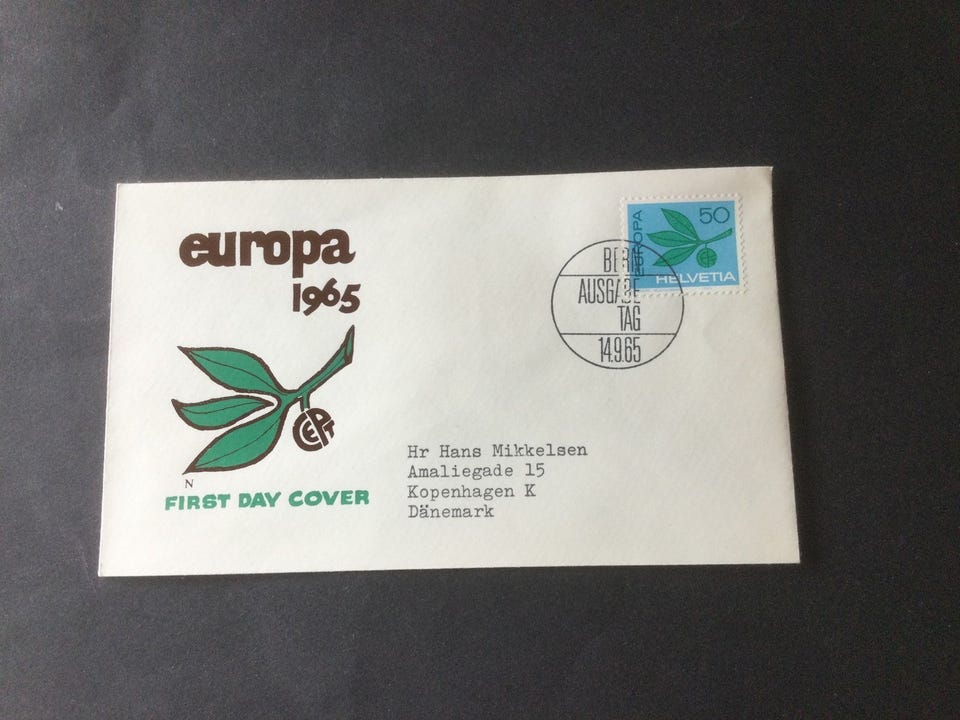 europa
1965
CEPT
N
FIRST DAY COVER
EUROPA
50
HELVETIA
BERN
AUSGABE
TAG
14.9.65
Hr Hans Mikkelsen
Amaliegade 15
Kopenhagen K
Dänemark